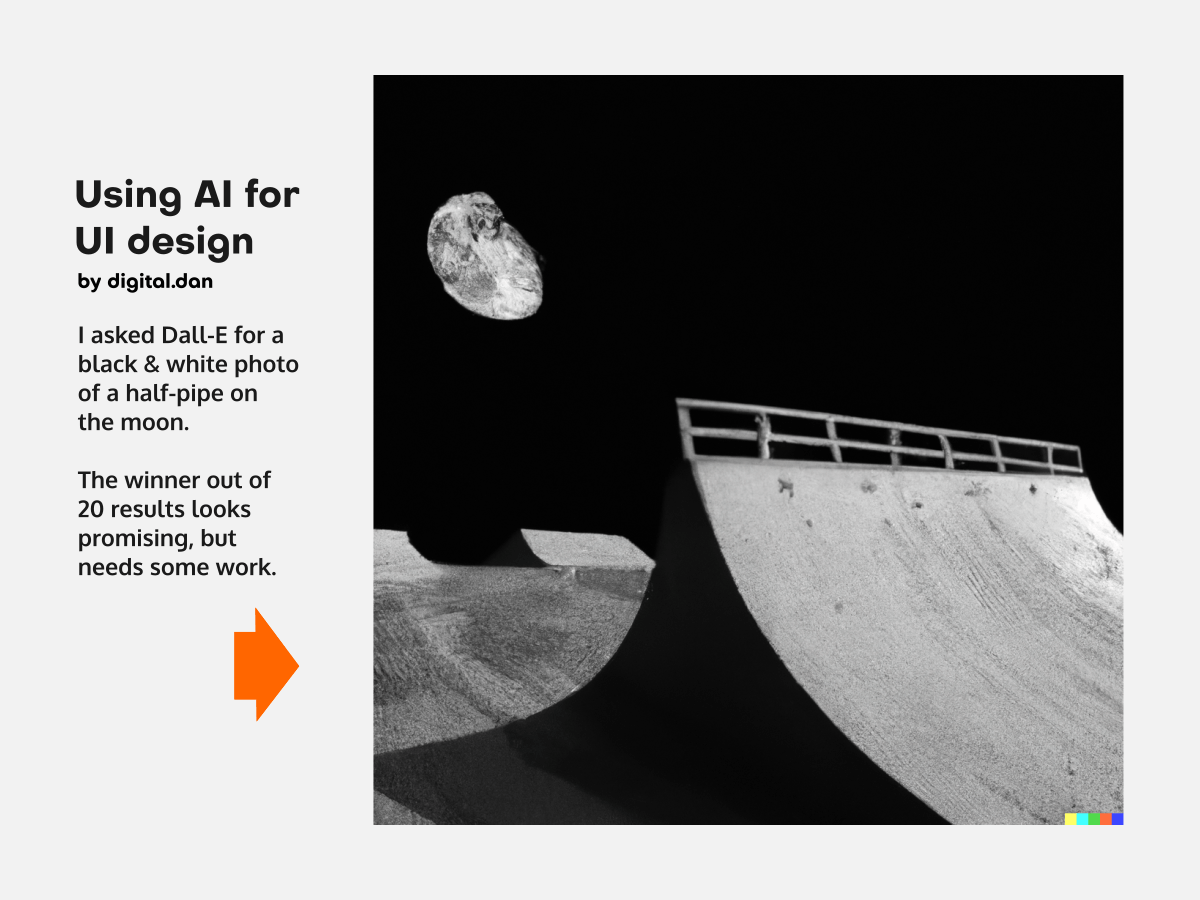 Using AI for
UI design
by digital.dan
I asked Dall-E for a
black & white photo
of a half-pipe on
the moon.
The winner out of
20 results looks
promising, but
needs some work.